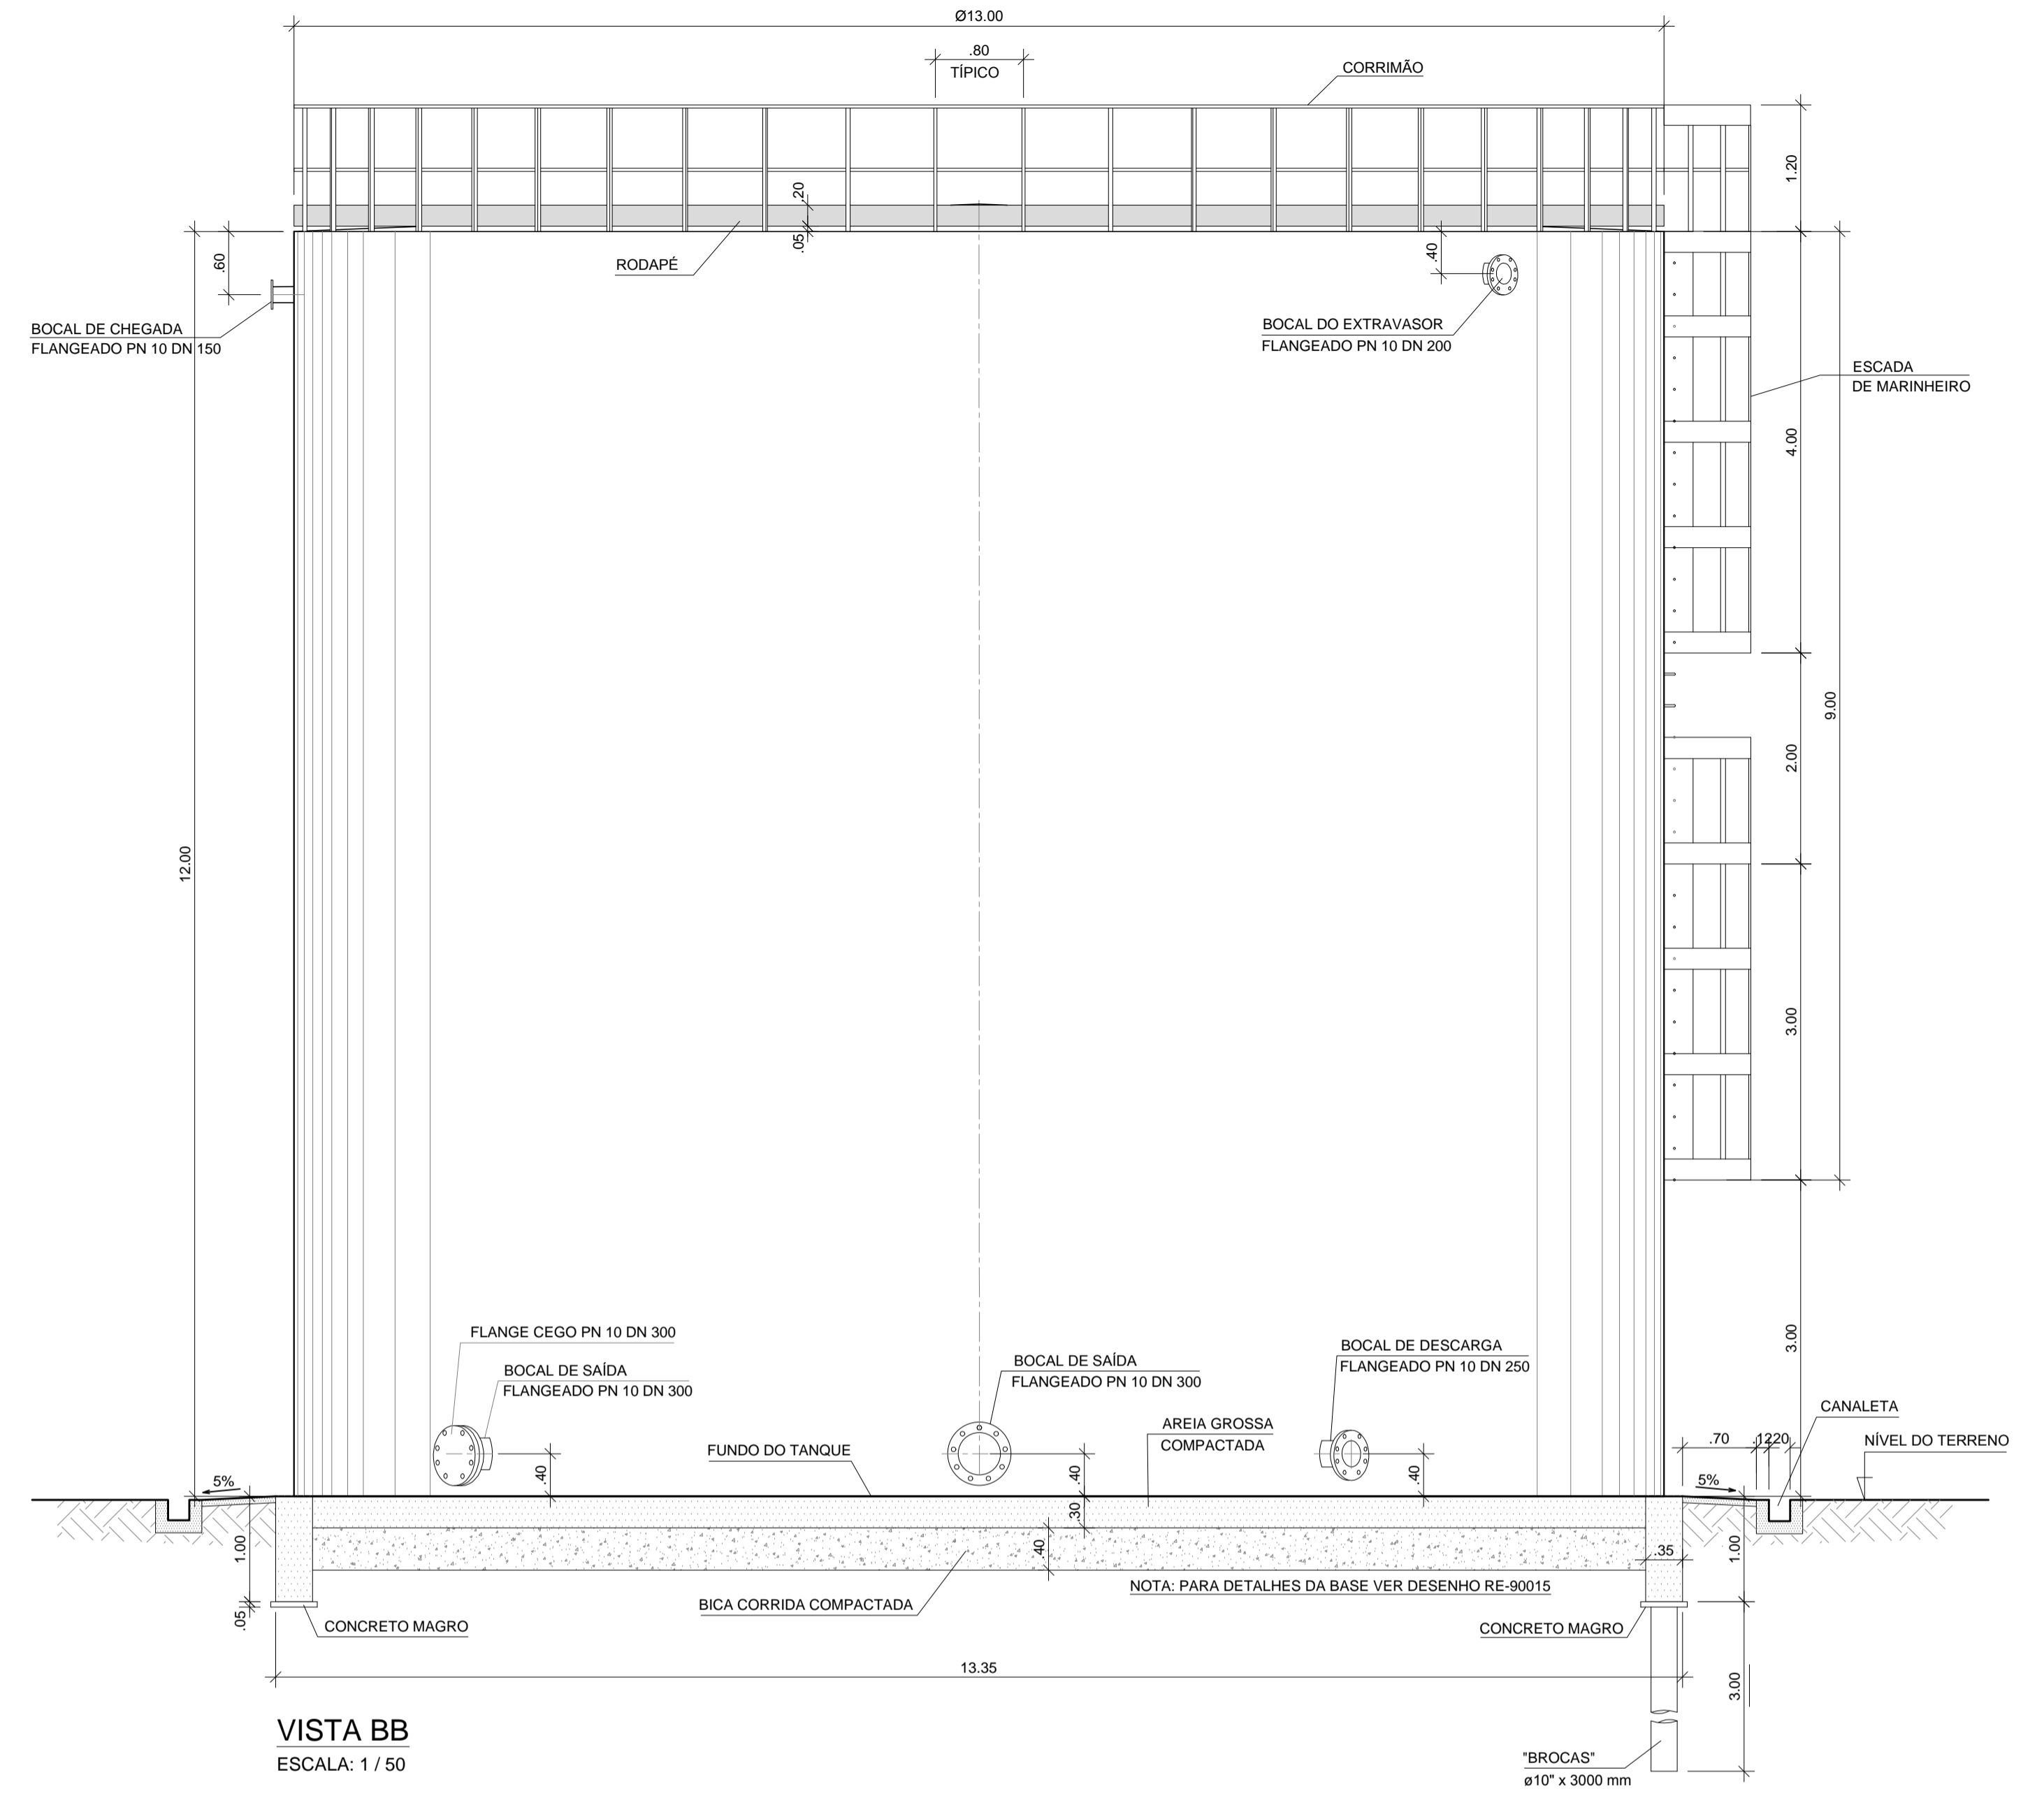 Ø13.00
.80
TÍPICO
CORRIMÃO
1.20
.20
.05
RODAPÉ
.60
.40
BOCAL DE CHEGADA
FLANGEADO PN 10 DN 150
BOCAL DO EXTRAVASOR
FLANGEADO PN 10 DN 200
ESCADA
DE MARINHEIRO
4.00
9.00
2.00
12.00
3.00
3.00
FLANGE CEGO PN 10 DN 300
BOCAL DE SAÍDA
FLANGEADO PN 10 DN 300
BOCAL DE SAÍDA
FLANGEADO PN 10 DN 300
BOCAL DE DESCARGA
FLANGEADO PN 10 DN 250
CANALETA
AREIA GROSSA
COMPACTADA
FUNDO DO TANQUE
.70
.12
.20
NÍVEL DO TERRENO
5%
.40
.40
.40
5%
.30
1.00
.40
.35
1.00
NOTA: PARA DETALHES DA BASE VER DESENHO RE-90015
BICA CORRIDA COMPACTADA
.05
CONCRETO MAGRO
CONCRETO MAGRO
13.35
3.00
VISTA BB
ESCALA: 1 / 50
"BROCAS"
ø10" x 3000 mm